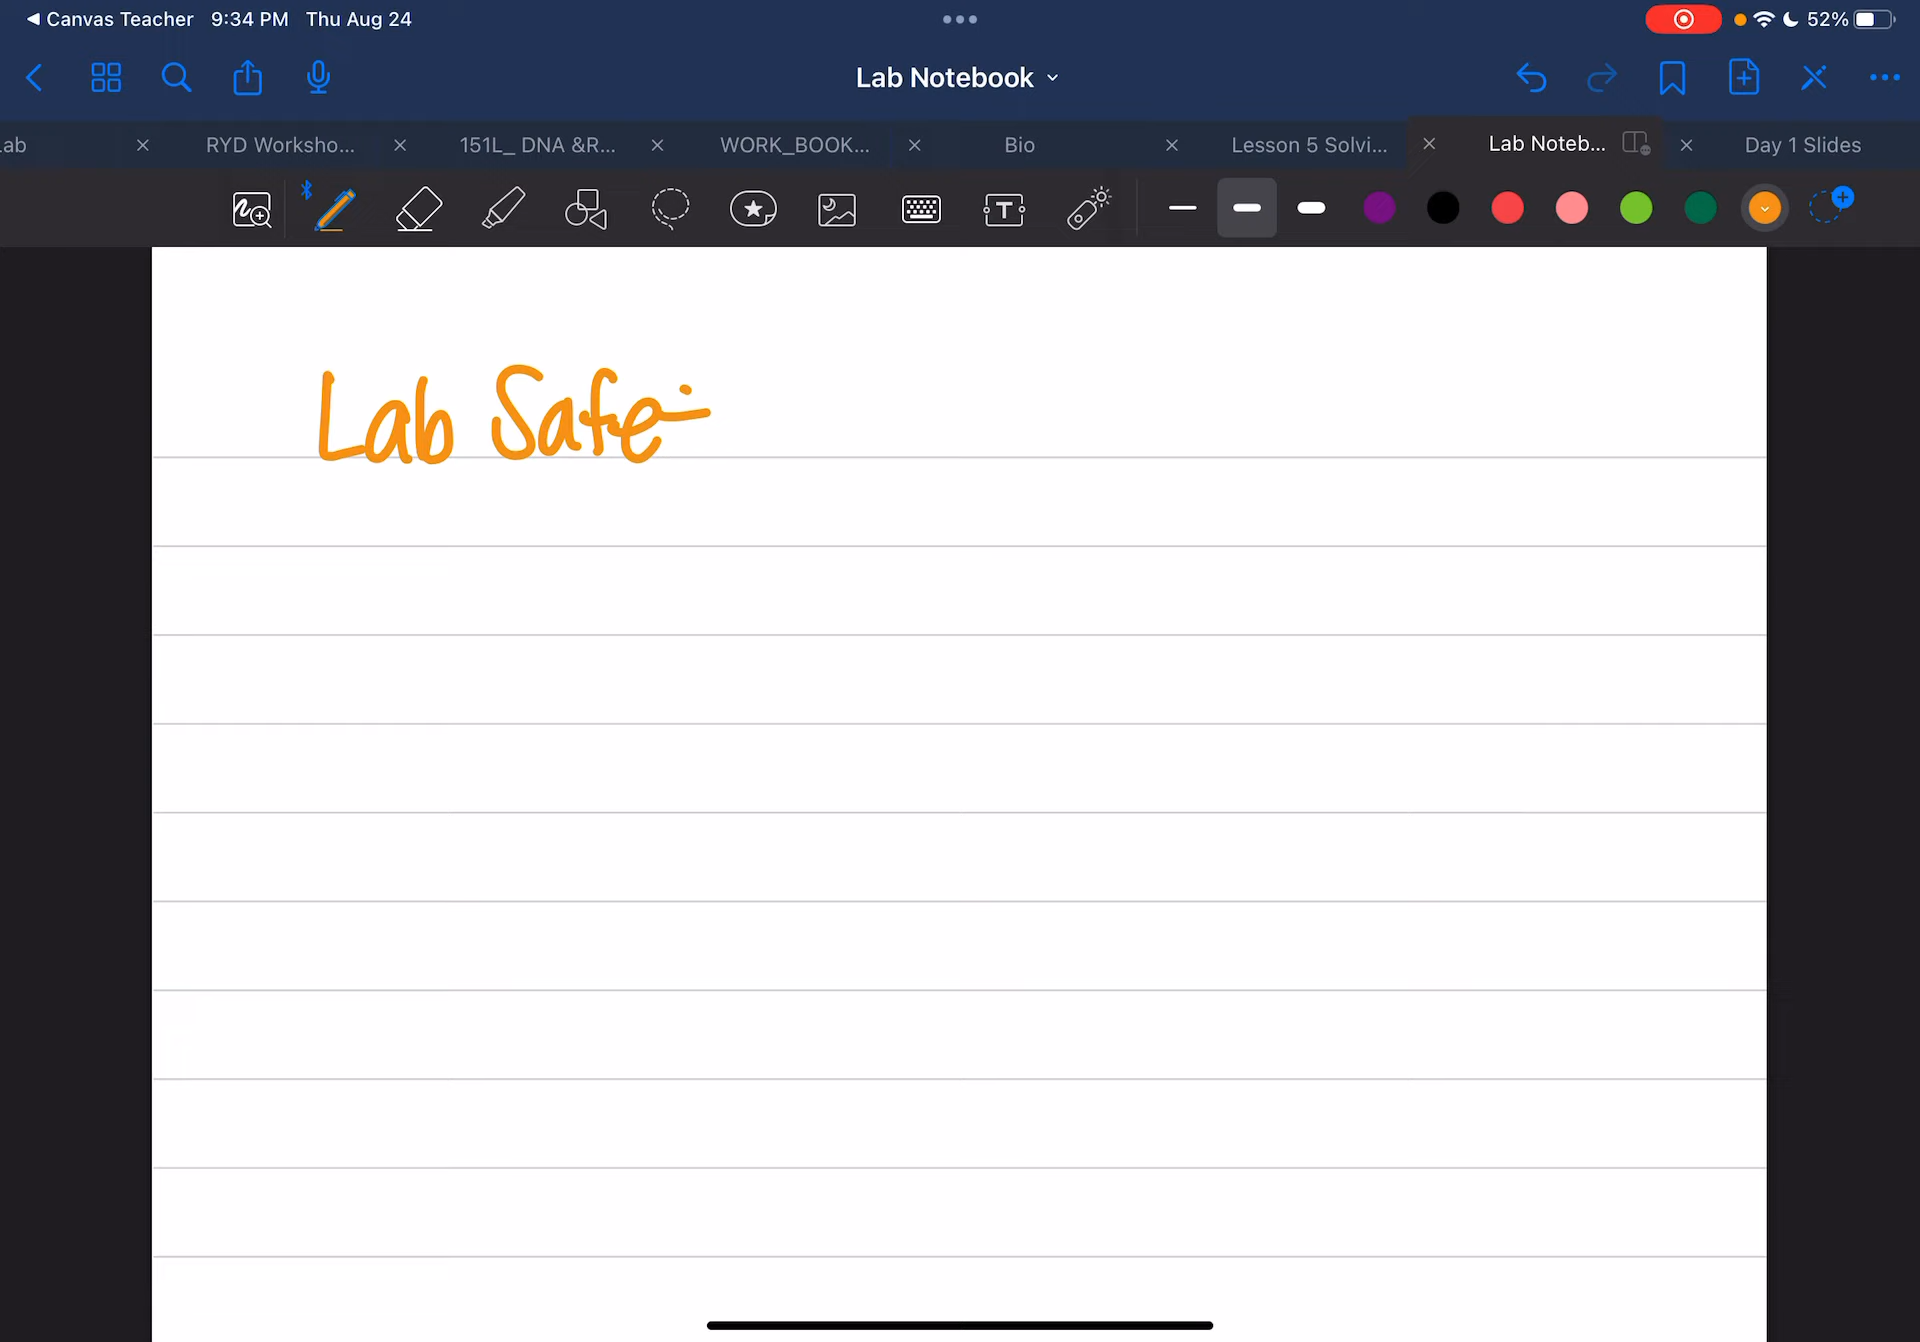 ◀ Canvas Teacher 9:34 PM Thu Aug 24 52%
Lab Notebook
Lab RYD Worksho... 151L_ DNA &R... WORK_BOOK... Bio Lesson 5 Solvi... Lab Noteb... Day 1 Slides
T
Lab Safe